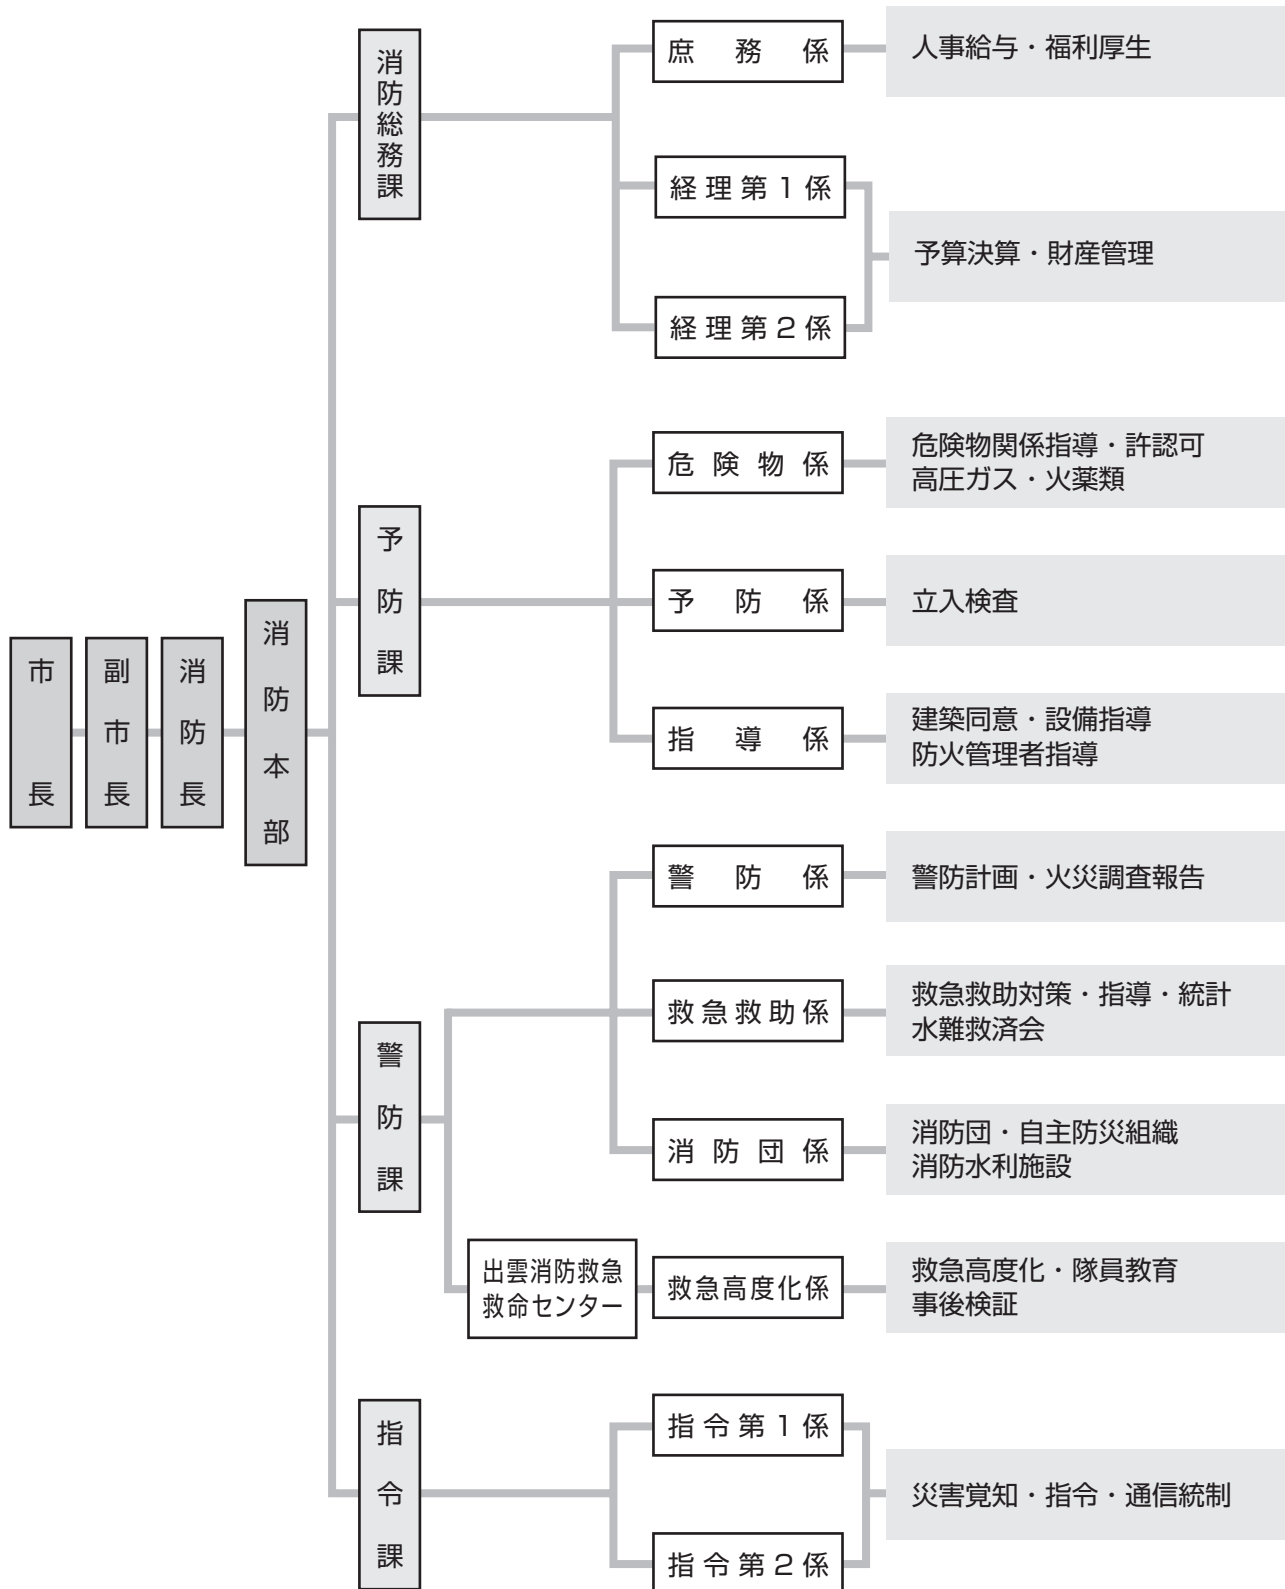 市長
副市長
消防長
消防本部
消防総務課
庶務係
人事給与・福利厚生
経理第1係
経理第2係
予算決算・財産管理
予防課
危険物係
危険物関係指導・許認可
高圧ガス・火薬類
予防係
立入検査
指導係
建築同意・設備指導
防火管理者指導
警防課
警防係
警防計画・火災調査報告
救急救助係
救急救助対策・指導・統計
水難救済会
消防団係
消防団・自主防災組織
消防水利施設
出雲消防救急
救命センター
救急高度化係
救急高度化・隊員教育
事後検証
指令課
指令第1係
指令第2係
災害覚知・指令・通信統制